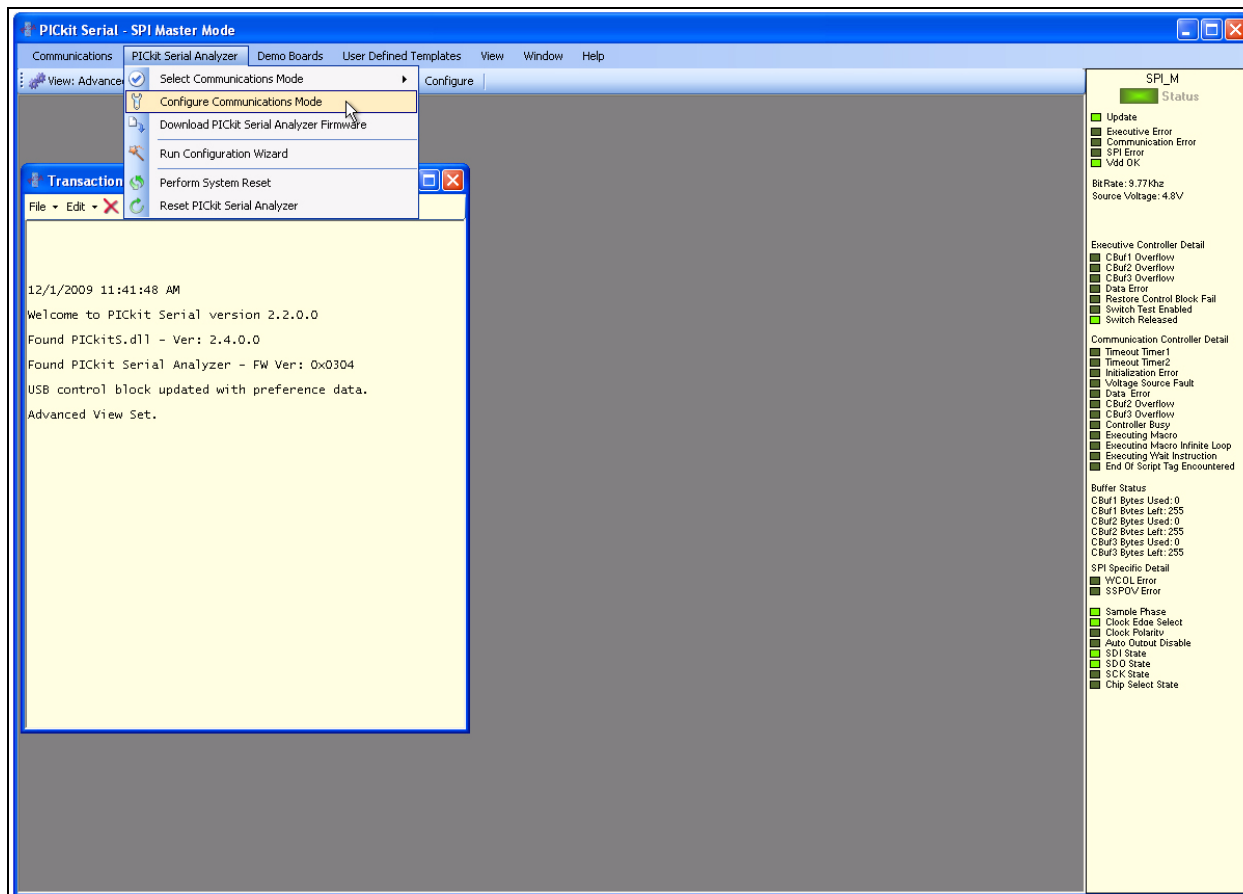 PICkit Serial - SPI Master Mode
Communications PICkit Serial Analyzer Demo Boards User Defined Templates View Window Help
View: Advance Configure
Select Communications Mode
Configure Communications Mode
Download PICkit Serial Analyzer Firmware
Run Configuration Wizard
Perform System Reset
Reset PICkit Serial Analyzer
Transaction
File Edit
12/1/2009 11:41:48 AM
Welcome to PICkit Serial version 2.2.0.0
Found PICkitS.dll - Ver: 2.4.0.0
Found PICkit Serial Analyzer - FW Ver: 0x0304
USB control block updated with preference data.
Advanced View Set.
SPI_M
Status
Update
Executive Error
Communication Error
SPI Error
Vdd OK
BitRate: 9.77Khz
Source Voltage: 4.8V
Executive Controller Detail
CBuf1 Overflow
CBuf2 Overflow
CBuf3 Overflow
Data Error
Restore Control Block Fail
Switch Test Enabled
Switch Released
Communication Controller Detail
Timeout Timer1
Timeout Timer2
Initialization Error
Voltage Source Fault
Data Error
CBuf2 Overflow
CBuf3 Overflow
Controller Busy
Executing Macro
Executing Macro Infinite Loop
Executing Wait Instruction
End Of Script Tag Encountered
Buffer Status
CBuf1 Bytes Used: 0
CBuf1 Bytes Left: 255
CBuf2 Bytes Used: 0
CBuf2 Bytes Left: 255
CBuf3 Bytes Used: 0
CBuf3 Bytes Left: 255
SPI Specific Detail
WCOL Error
SSPOV Error
Sample Phase
Clock Edge Select
Clock Polarity
Auto Output Disable
SDI State
SDO State
SCK State
Chip Select State